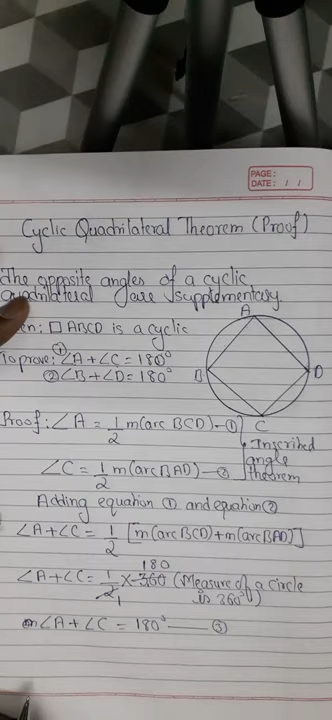 PAGE:
DATE: / /
Cyclic Quadrilateral Theorem (Proof)
The opposite angles of a cyclic
quadrilateral are supplementary.
en: □ ABCD is a cyclic
To prove: ① ∠A + ∠C = 180°
② ∠B + ∠D = 180°
A
B
D
C
Proof: ∠A = 1/2 m(arc BCD) - ①
∠C = 1/2 m(arc BAD) - ②
Inscribed
angle
theorem
Adding equation ① and equation ②
∠A + ∠C = 1/2 [m(arc BCD) + m(arc BAD)]
180
∠A + ∠C = 1/2 × 360 (Measure of a circle
1
is 360°)
m∠A + ∠C = 180° — ③